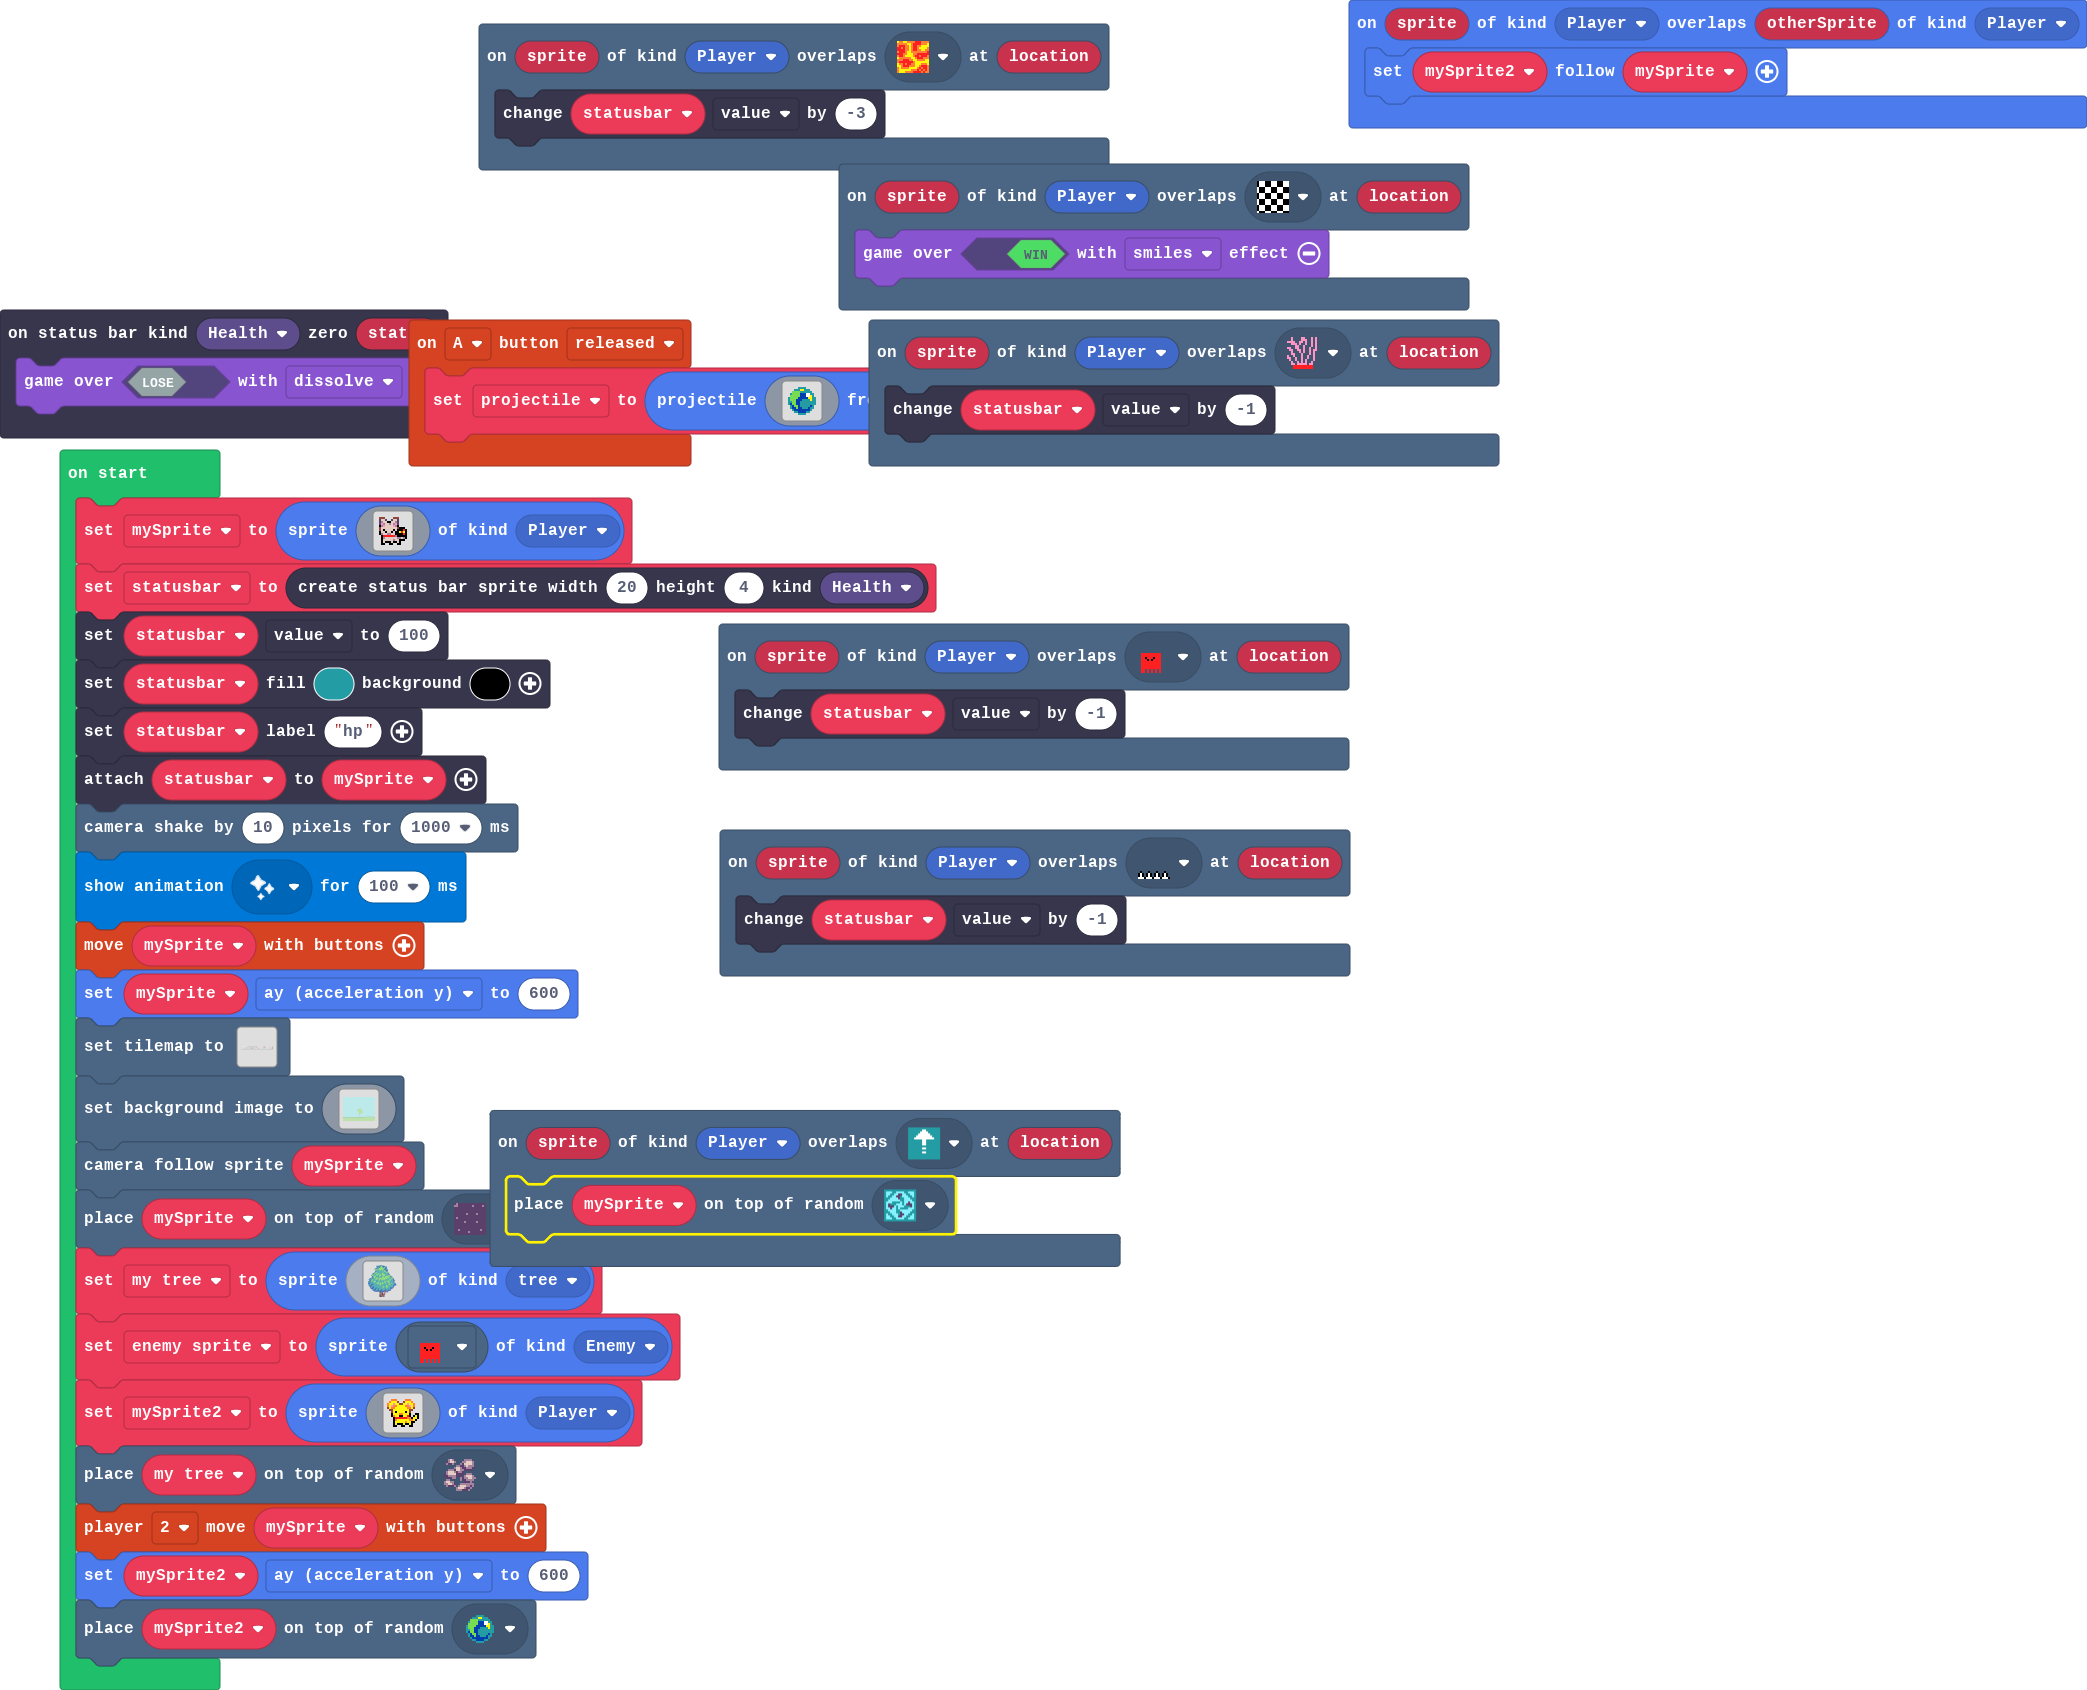 on sprite of kind Player overlaps otherSprite of kind Player
set mySprite2 follow mySprite
on sprite of kind Player overlaps at location
change statusbar value by -3
on sprite of kind Player overlaps at location
game over WIN with smiles effect
on status bar kind Health zero
game over LOSE with dissolve
on A button released
set projectile to projectile
on sprite of kind Player overlaps at location
change statusbar value by -1
on start
set mySprite to sprite of kind Player
set statusbar to create status bar sprite width 20 height 4 kind Health
set statusbar value to 100
set statusbar fill background
set statusbar label "hp"
attach statusbar to mySprite
camera shake by 10 pixels for 1000 ms
show animation for 100 ms
move mySprite with buttons
set mySprite ay (acceleration y) to 600
set tilemap to
set background image to
camera follow sprite mySprite
place mySprite on top of random
set my tree to sprite of kind tree
set enemy sprite to sprite of kind Enemy
set mySprite2 to sprite of kind Player
place my tree on top of random
player 2 move mySprite with buttons
set mySprite2 ay (acceleration y) to 600
place mySprite2 on top of random
on sprite of kind Player overlaps at location
change statusbar value by -1
on sprite of kind Player overlaps at location
change statusbar value by -1
on sprite of kind Player overlaps at location
place mySprite on top of random